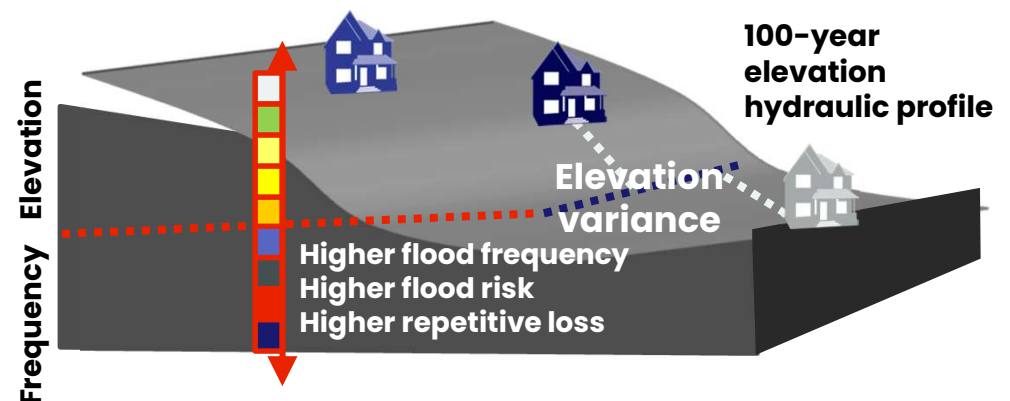 100-year
elevation
hydraulic profile
Elevation
Frequency
Elevation
variance
Higher flood frequency
Higher flood risk
Higher repetitive loss